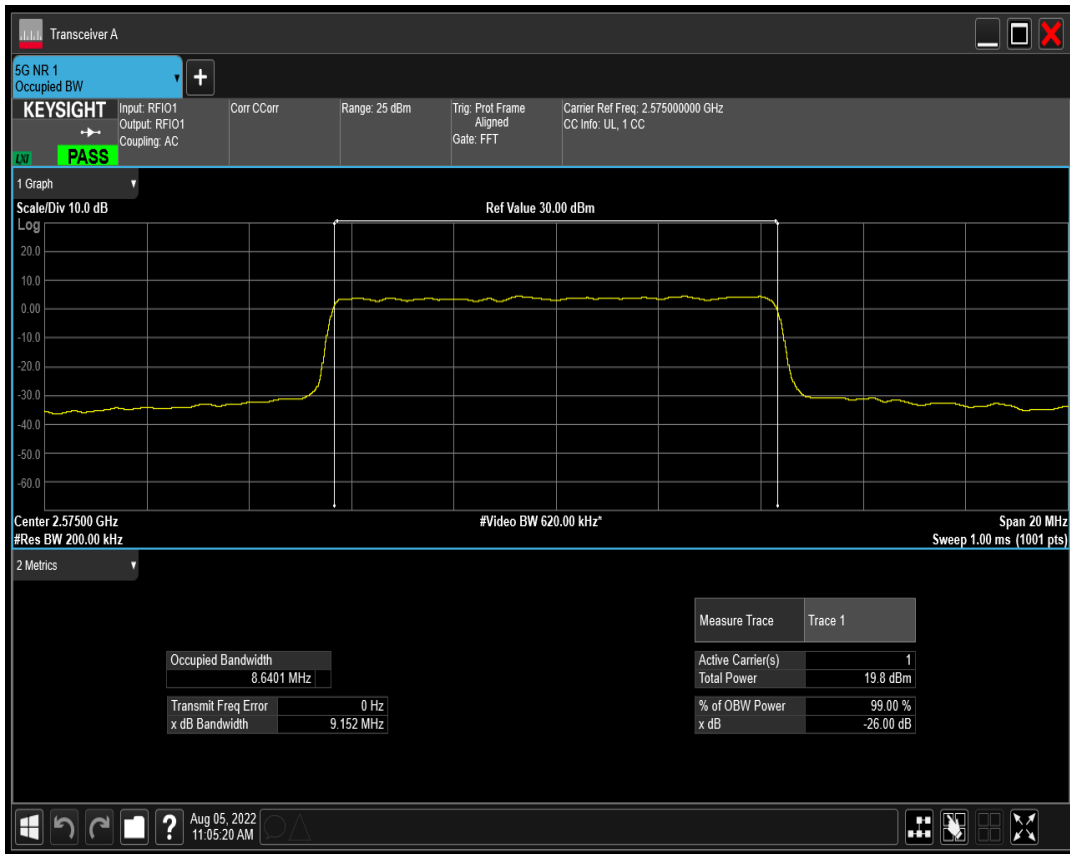 Transceiver A
5G NR 1
Occupied BW
+
KEYSIGHT
LXI
PASS
Input: RFIO1
Output: RFIO1
Coupling: AC
Corr CCorr
Range: 25 dBm
Trig: Prot Frame
Aligned
Gate: FFT
Carrier Ref Freq: 2.575000000 GHz
CC Info: UL, 1 CC
1 Graph
Scale/Div 10.0 dB
Ref Value 30.00 dBm
Log
20.0
10.0
0.00
-10.0
-20.0
-30.0
-40.0
-50.0
-60.0
Center 2.57500 GHz
#Video BW 620.00 kHz*
Span 20 MHz
#Res BW 200.00 kHz
Sweep 1.00 ms (1001 pts)
2 Metrics
Measure Trace Trace 1
Occupied Bandwidth
8.6401 MHz
Transmit Freq Error 0 Hz
x dB Bandwidth 9.152 MHz
Active Carrier(s) 1
Total Power 19.8 dBm
% of OBW Power 99.00 %
x dB -26.00 dB
?
Aug 05, 2022
11:05:20 AM